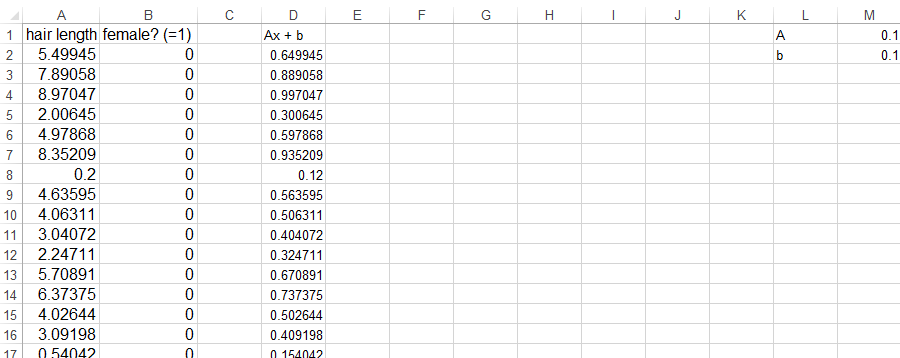 A B C D E F G H I J K L M
1 hair length female? (=1) Ax + b A 0.1
2 5.49945 0 0.649945 b 0.1
3 7.89058 0 0.889058
4 8.97047 0 0.997047
5 2.00645 0 0.300645
6 4.97868 0 0.597868
7 8.35209 0 0.935209
8 0.2 0 0.12
9 4.63595 0 0.563595
10 4.06311 0 0.506311
11 3.04072 0 0.404072
12 2.24711 0 0.324711
13 5.70891 0 0.670891
14 6.37375 0 0.737375
15 4.02644 0 0.502644
16 3.09198 0 0.409198
17 0.54042 0 0.154042